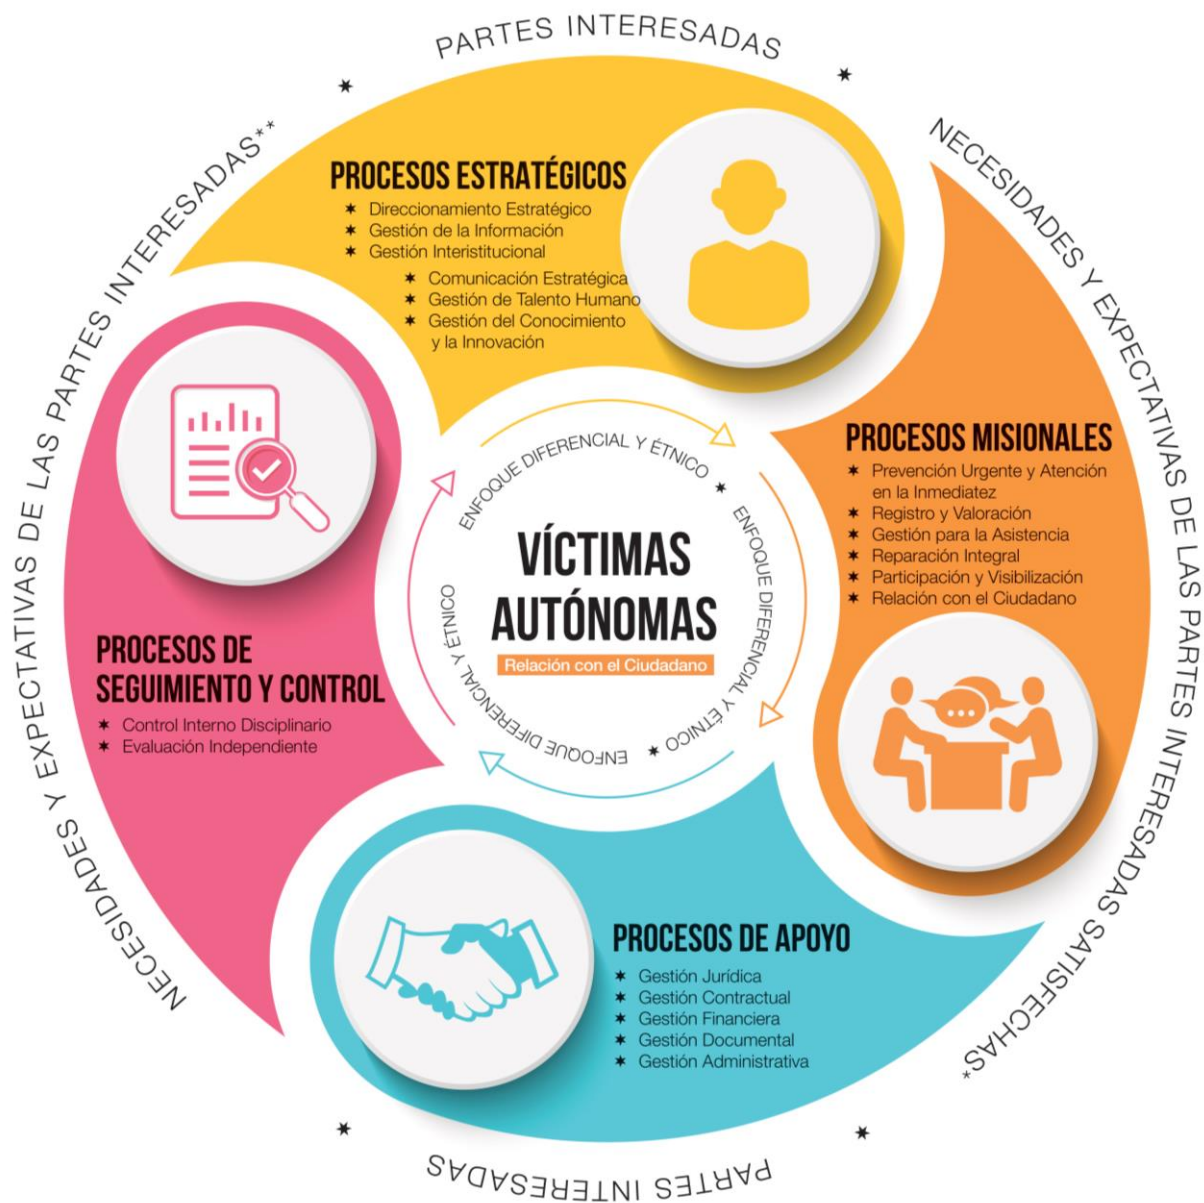 PARTES INTERESADAS
NECESIDADES Y EXPECTATIVAS DE LAS PARTES INTERESADAS**
NECESIDADES Y EXPECTATIVAS DE LAS PARTES INTERESADAS SATISFECHAS*
PROCESOS ESTRATÉGICOS
✶ Direccionamiento Estratégico
✶ Gestión de la Información
✶ Gestión Interistitucional
✶ Comunicación Estratégica
✶ Gestión de Talento Humano
✶ Gestión del Conocimiento
y la Innovación
PROCESOS MISIONALES
✶ Prevención Urgente y Atención
en la Inmediatez
✶ Registro y Valoración
✶ Gestión para la Asistencia
✶ Reparación Integral
✶ Participación y Visibilización
✶ Relación con el Ciudadano
ENFOQUE DIFERENCIAL Y ÉTNICO ✶
ENFOQUE DIFERENCIAL Y ÉTNICO ✶
ENFOQUE DIFERENCIAL Y ÉTNICO
VÍCTIMAS
AUTÓNOMAS
Relación con el Ciudadano
PROCESOS DE
SEGUIMIENTO Y CONTROL
✶ Control Interno Disciplinario
✶ Evaluación Independiente
PROCESOS DE APOYO
✶ Gestión Jurídica
✶ Gestión Contractual
✶ Gestión Financiera
✶ Gestión Documental
✶ Gestión Administrativa
PARTES INTERESADAS